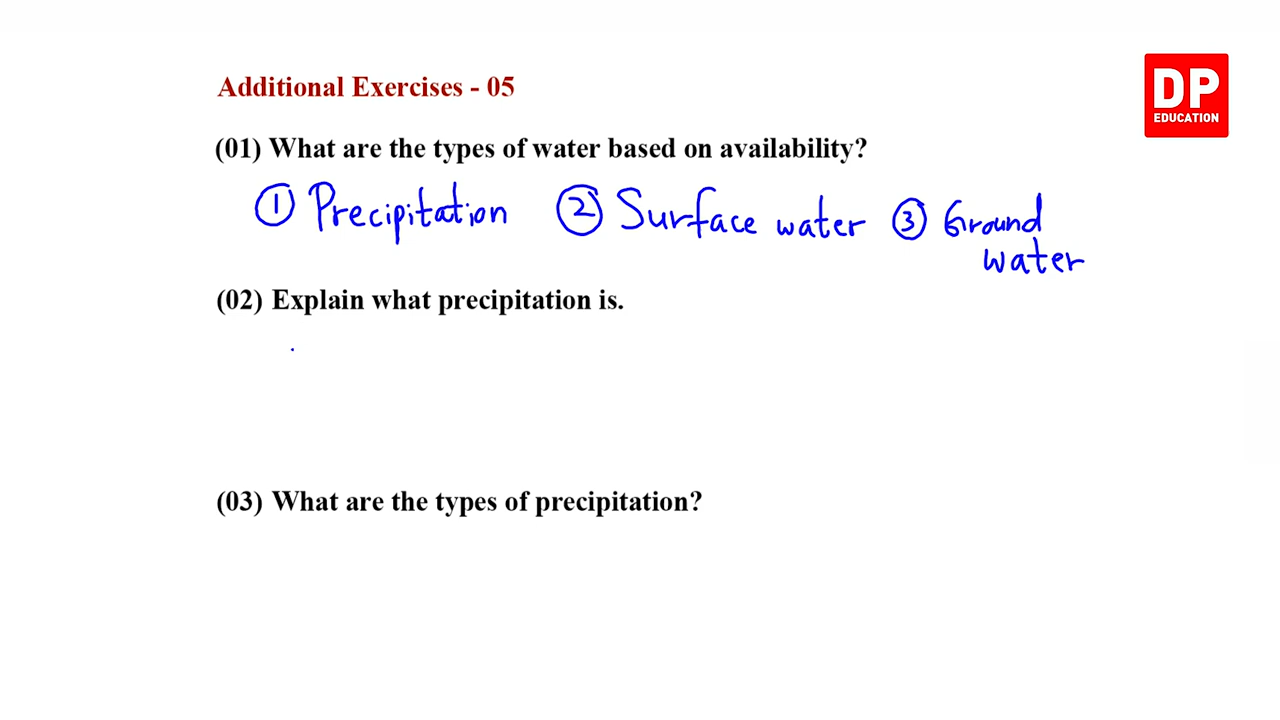 DP
EDUCATION
Additional Exercises - 05
(01) What are the types of water based on availability?
① Precipitation ② Surface water ③ Ground
water
(02) Explain what precipitation is.
(03) What are the types of precipitation?